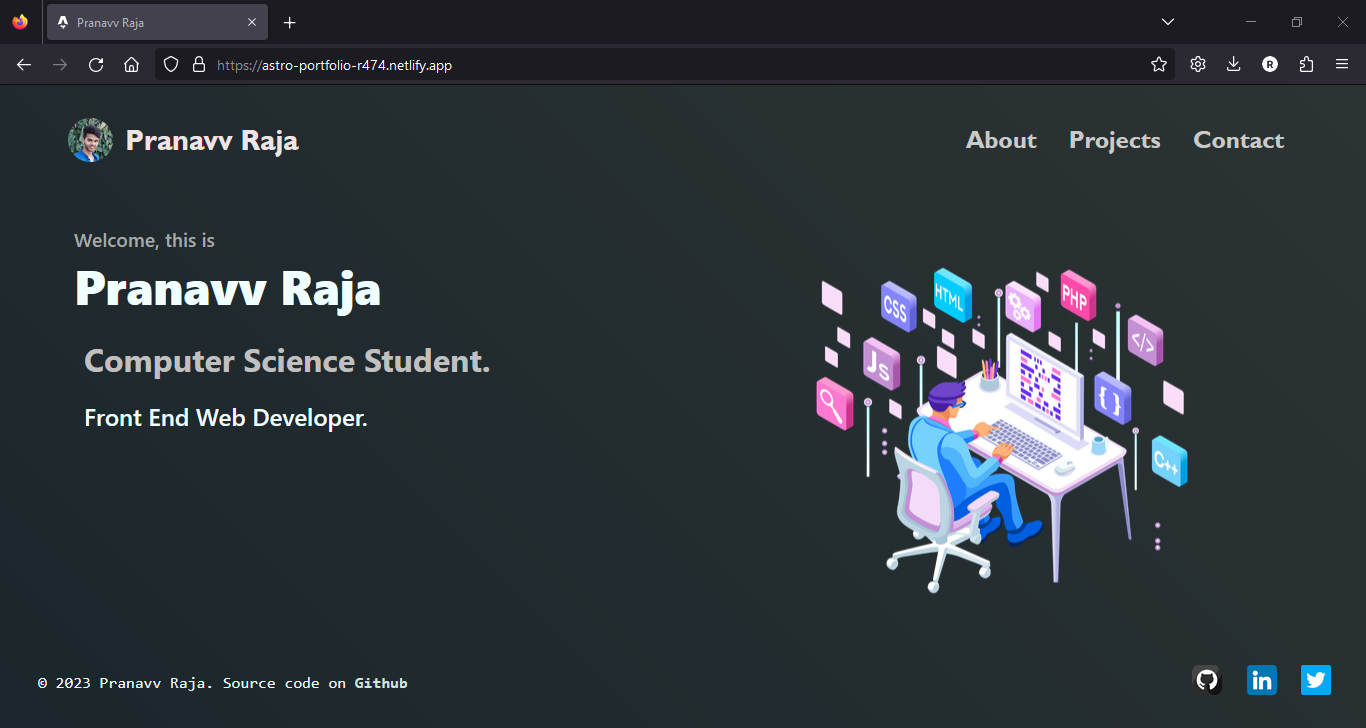 Pranavv Raja
https://astro-portfolio-r474.netlify.app
R
Pranavv Raja
About Projects Contact
Welcome, this is
Pranavv Raja
Computer Science Student.
Front End Web Developer.
CSS
HTML
PHP
</>
Js
{ }
C++
© 2023 Pranavv Raja. Source code on Github
in